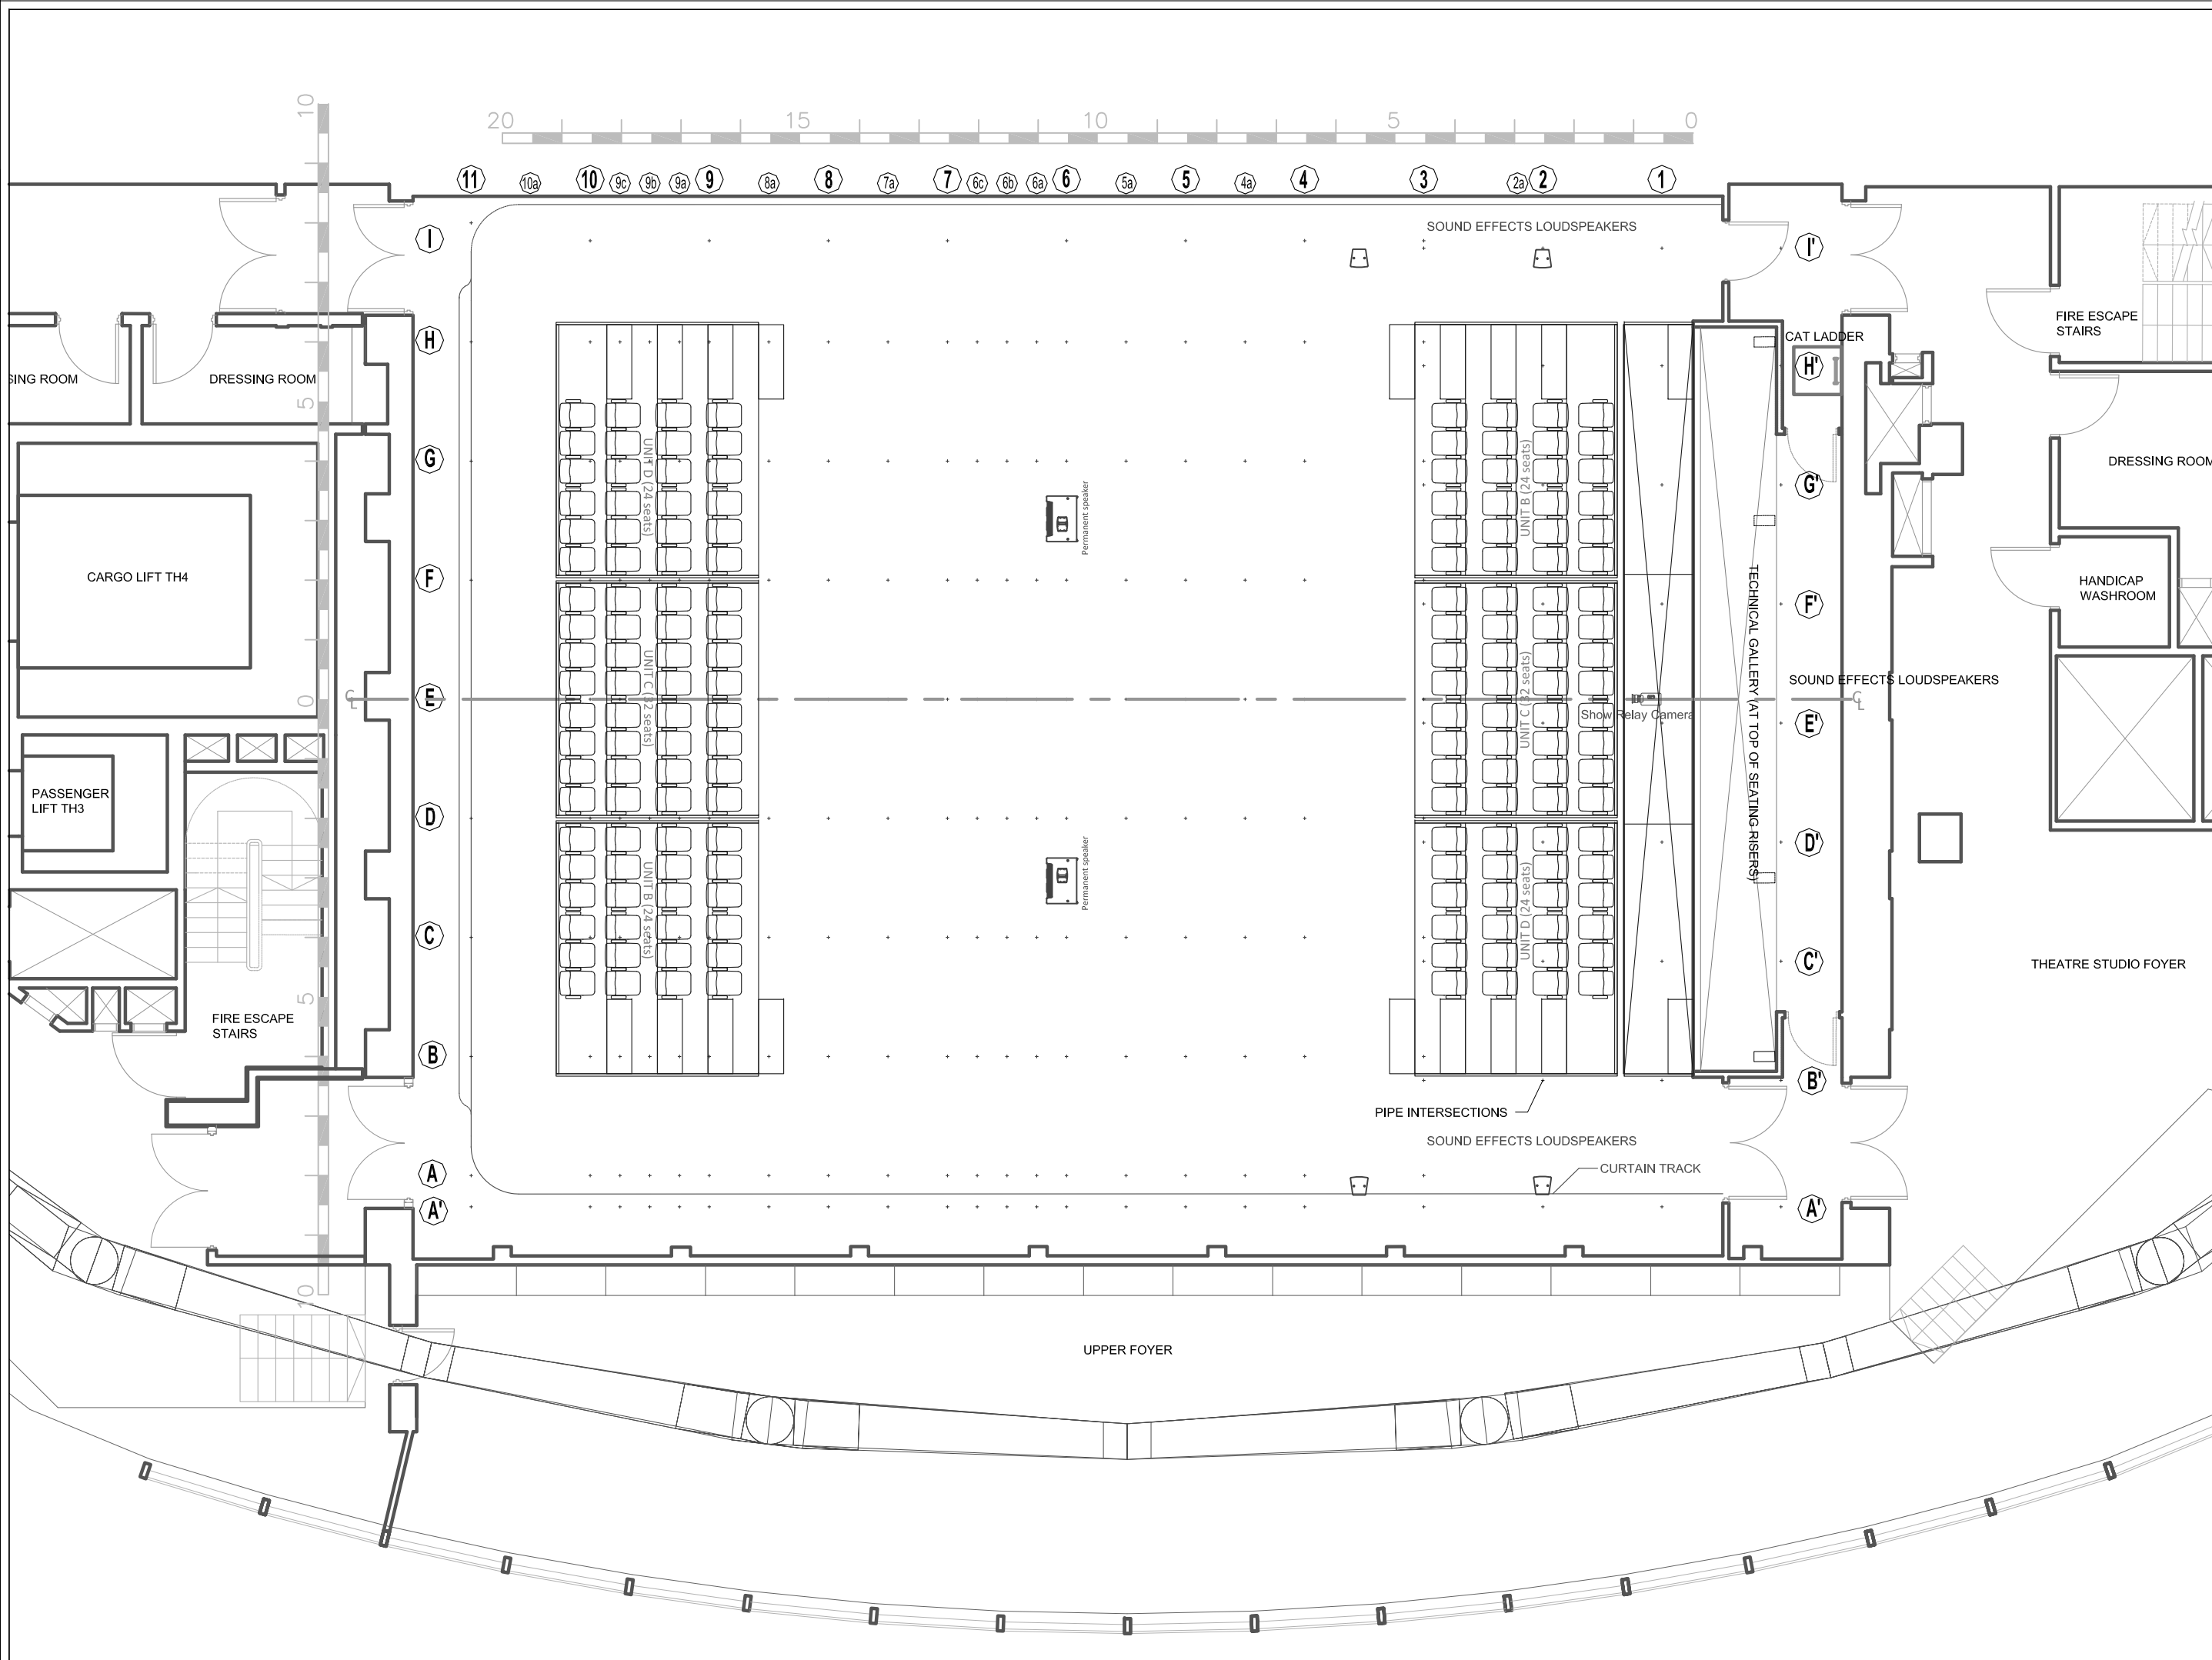 10
20
15
10
5
0
11
10a
10
9c
9b
9a
9
8a
8
7a
7
6c
6b
6a
6
5a
5
4a
4
3
2a
2
1
I
SOUND EFFECTS LOUDSPEAKERS
I'
FIRE ESCAPE
STAIRS
H
CAT LADDER
H'
SING ROOM
DRESSING ROOM
5
G
UNIT D (24 seats)
Permanent speaker
UNIT B (24 seats)
G'
DRESSING ROOM
CARGO LIFT TH4
F
TECHNICAL GALLERY (AT TOP OF SEATING RISERS)
F'
HANDICAP
WASHROOM
0
E
UNIT C (32 seats)
UNIT C (32 seats)
Show Relay Camera
SOUND EFFECTS LOUDSPEAKERS
E'
PASSENGER
LIFT TH3
D
D'
UNIT B (24 seats)
Permanent speaker
UNIT D (24 seats)
C
C'
THEATRE STUDIO FOYER
5
FIRE ESCAPE
STAIRS
B
B'
PIPE INTERSECTIONS
SOUND EFFECTS LOUDSPEAKERS
A
CURTAIN TRACK
A'
A'
10
UPPER FOYER